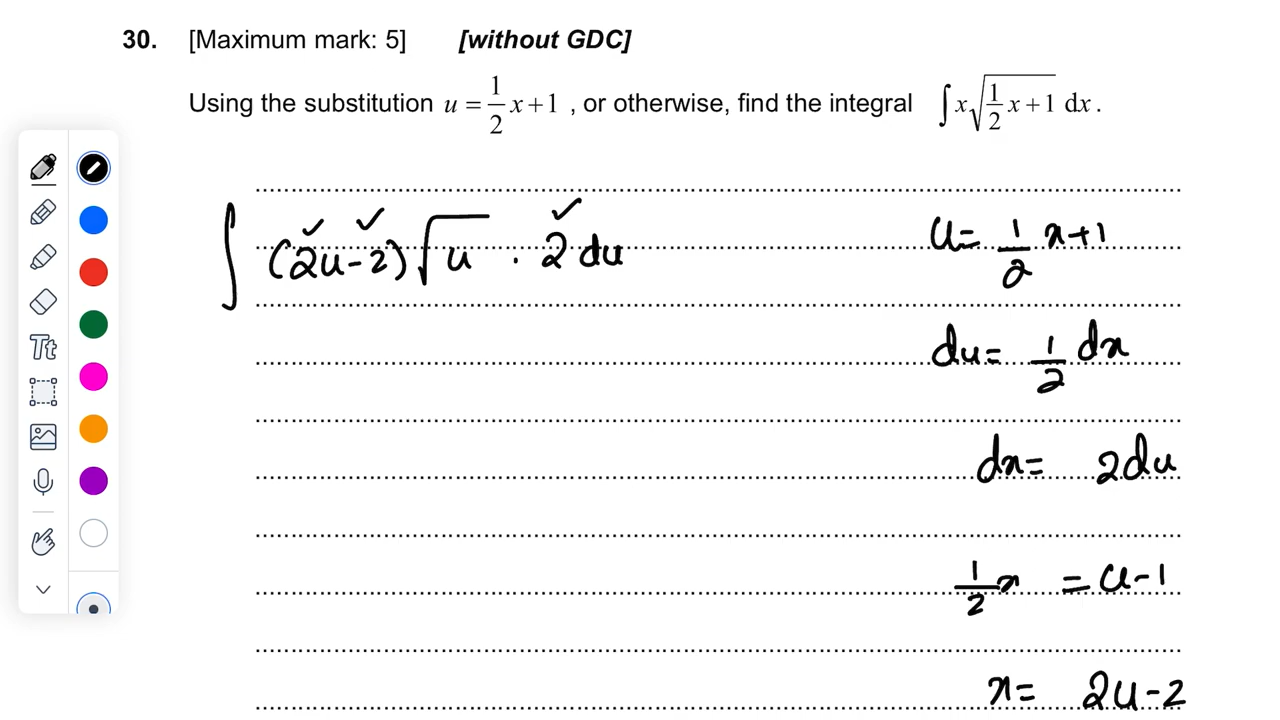 30. [Maximum mark: 5] [without GDC]
Using the substitution u = 1/2 x + 1 , or otherwise, find the integral ∫ x√(1/2 x + 1) dx .
∫ (2u-2) √u . 2 du
u= 1/2 x+1
du= 1/2 dx
dx= 2du
1/2 x = u-1
x= 2u-2
Tt